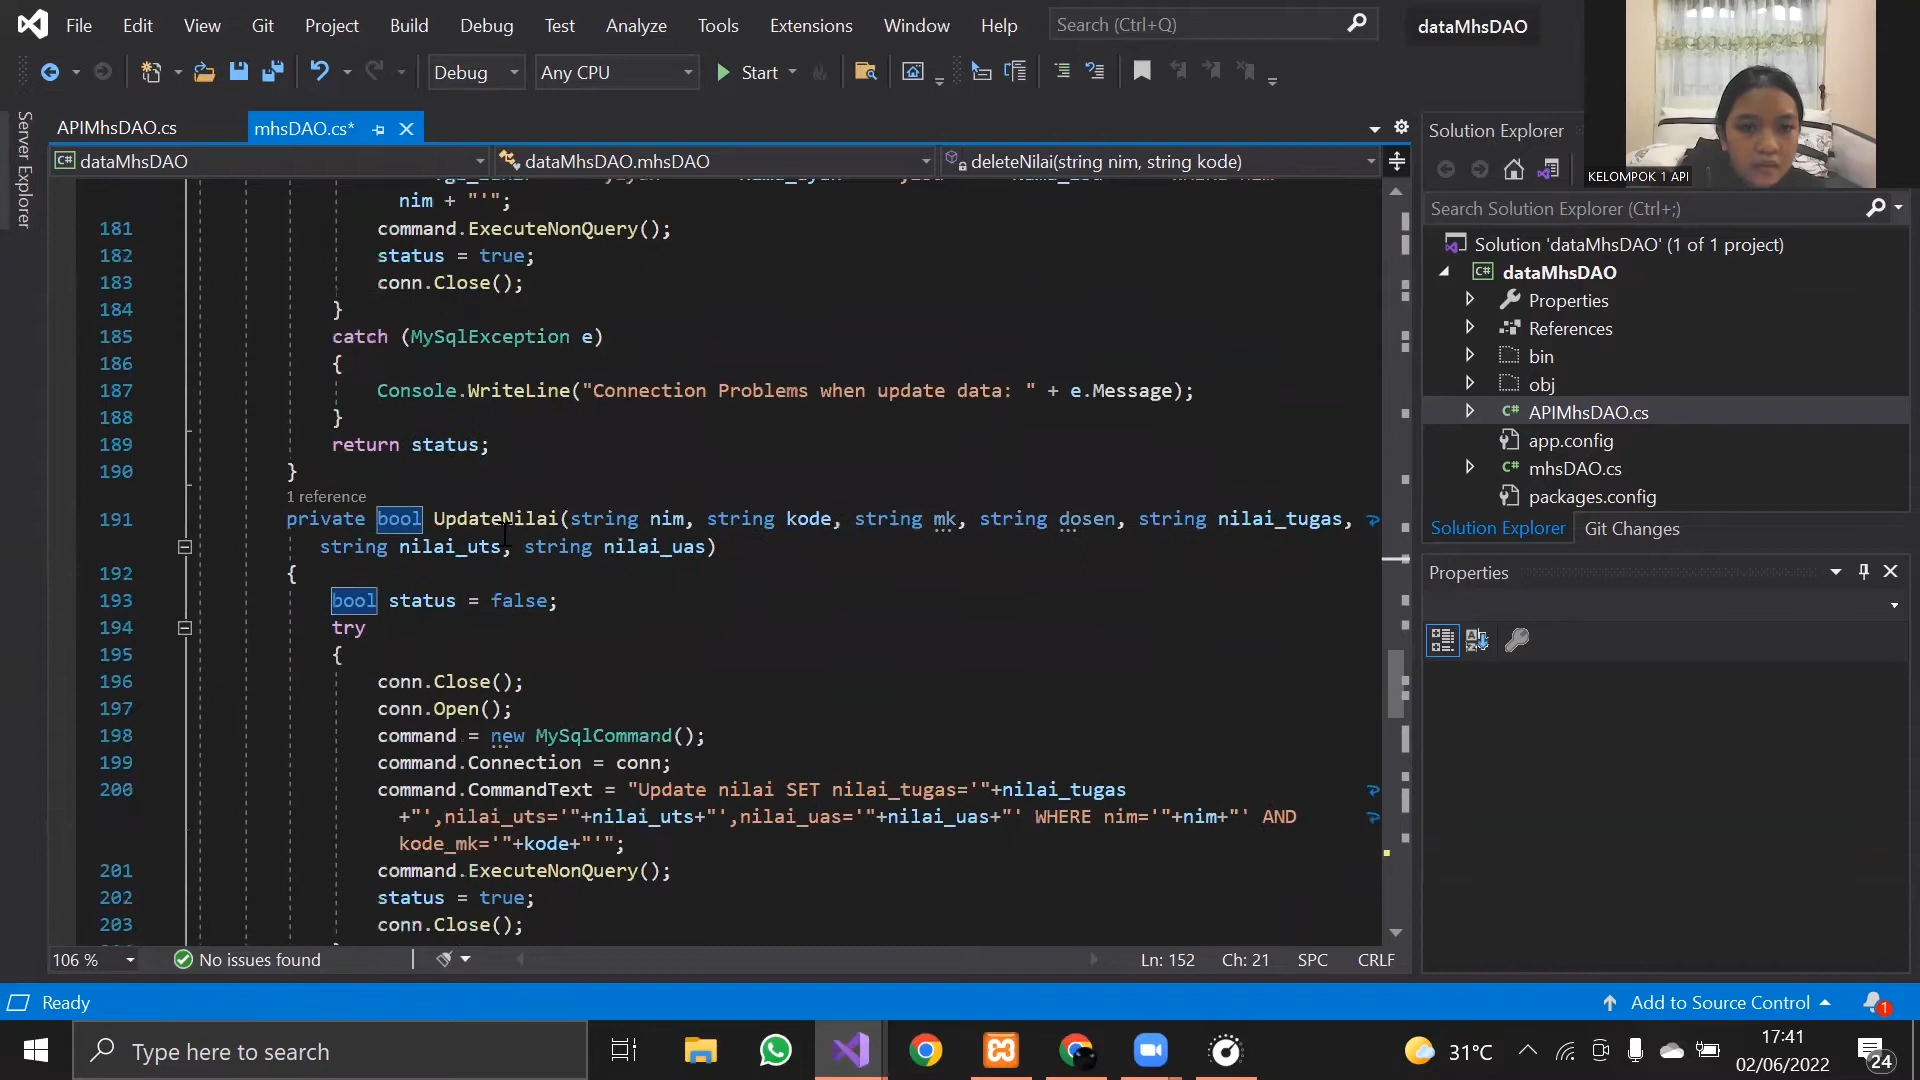 File Edit View Git Project Build Debug Test Analyze Tools Extensions Window Help Search (Ctrl+Q) dataMhsDAO
Debug Any CPU Start
KELOMPOK 1 API
Server Explorer
APIMhsDAO.cs mhsDAO.cs*
dataMhsDAO dataMhsDAO.mhsDAO deleteNilai(string nim, string kode)
nim + "'";
181 command.ExecuteNonQuery();
182 status = true;
183 conn.Close();
184 }
185 catch (MySqlException e)
186 {
187 Console.WriteLine("Connection Problems when update data: " + e.Message);
188 }
189 return status;
190 }
1 reference
191 private bool UpdateNilai(string nim, string kode, string mk, string dosen, string nilai_tugas,
string nilai_uts, string nilai_uas)
192 {
193 bool status = false;
194 try
195 {
196 conn.Close();
197 conn.Open();
198 command = new MySqlCommand();
199 command.Connection = conn;
200 command.CommandText = "Update nilai SET nilai_tugas='"+nilai_tugas
+"',nilai_uts='"+nilai_uts+"',nilai_uas='"+nilai_uas+"' WHERE nim='"+nim+"' AND
kode_mk='"+kode+"'";
201 command.ExecuteNonQuery();
202 status = true;
203 conn.Close();
106 % No issues found Ln: 152 Ch: 21 SPC CRLF
Solution Explorer
Search Solution Explorer (Ctrl+;)
Solution 'dataMhsDAO' (1 of 1 project)
dataMhsDAO
Properties
References
bin
obj
APIMhsDAO.cs
app.config
mhsDAO.cs
packages.config
Solution Explorer Git Changes
Properties
Ready Add to Source Control 1
Type here to search 31°C 17:41
02/06/2022 24